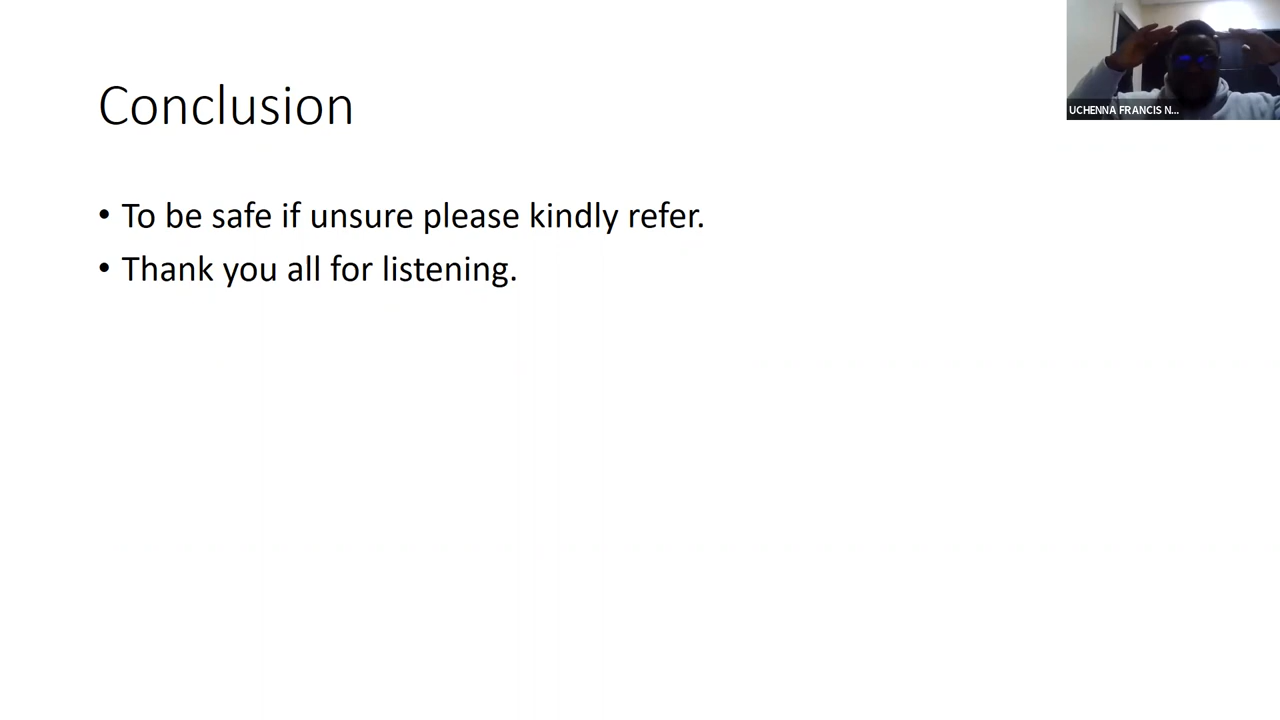 Conclusion
• To be safe if unsure please kindly refer.
• Thank you all for listening.
UCHENNA FRANCIS N...